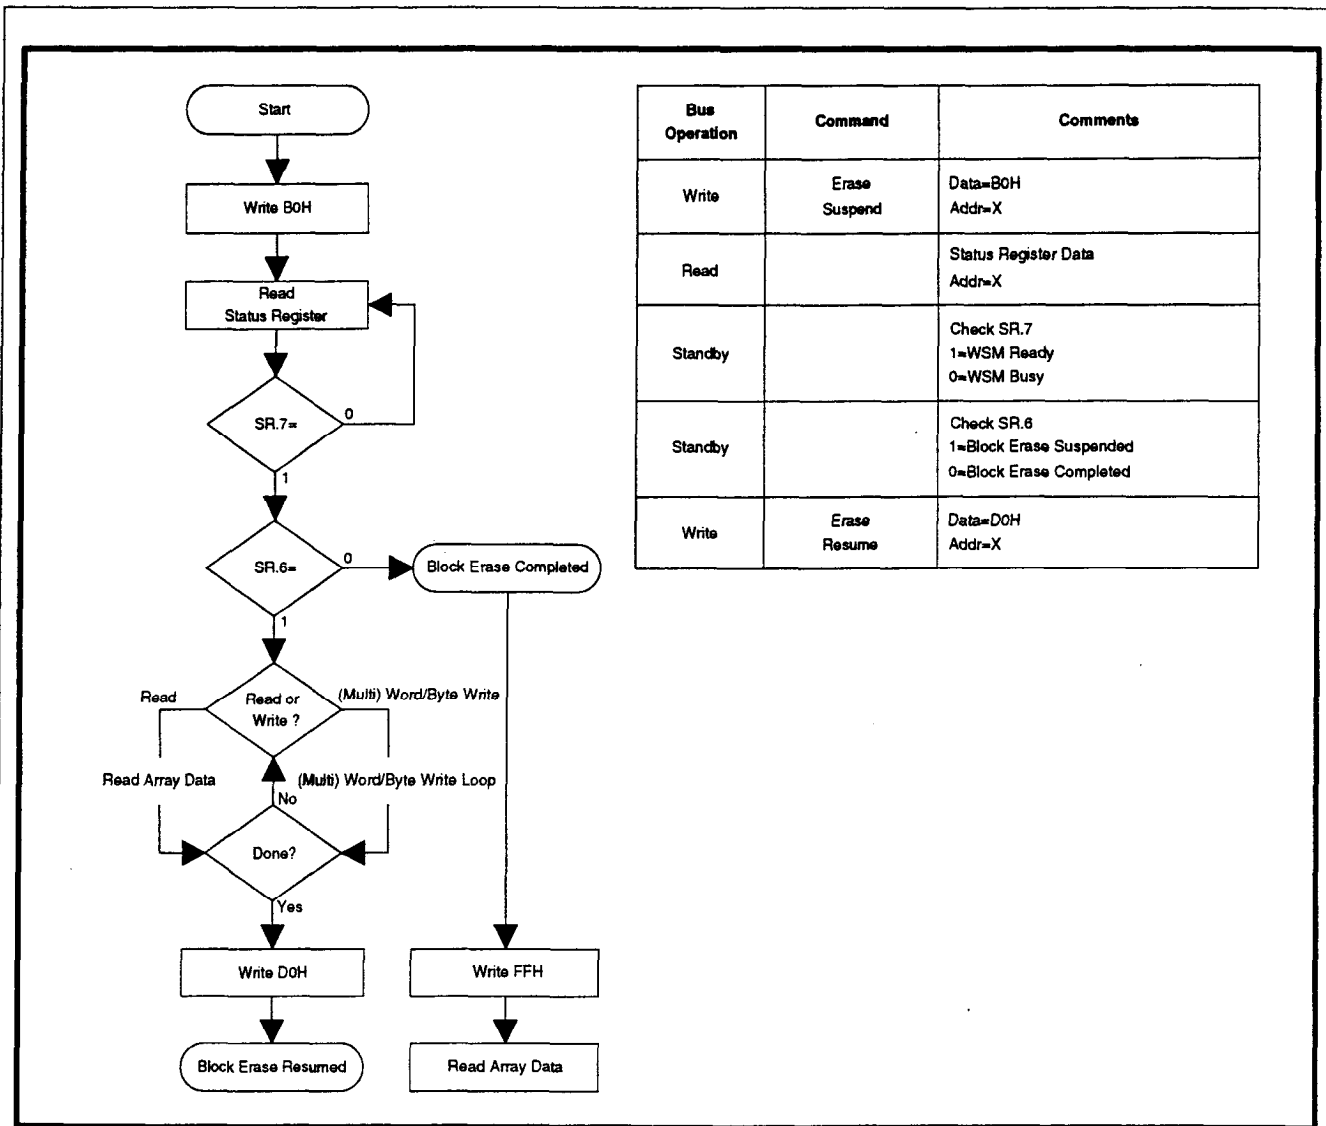 Start
Write B0H
Read
Status Register
SR.7=
0
1
SR.6=
0
Block Erase Completed
1
Read
Read or
Write ?
(Multi) Word/Byte Write
Read Array Data
(Multi) Word/Byte Write Loop
No
Done?
Yes
Write D0H
Write FFH
Block Erase Resumed
Read Array Data
Bus
Operation
Command
Comments
Write
Erase
Suspend
Data=B0H
Addr=X
Read
Status Register Data
Addr=X
Standby
Check SR.7
1=WSM Ready
0=WSM Busy
Standby
Check SR.6
1=Block Erase Suspended
0=Block Erase Completed
Write
Erase
Resume
Data=D0H
Addr=X